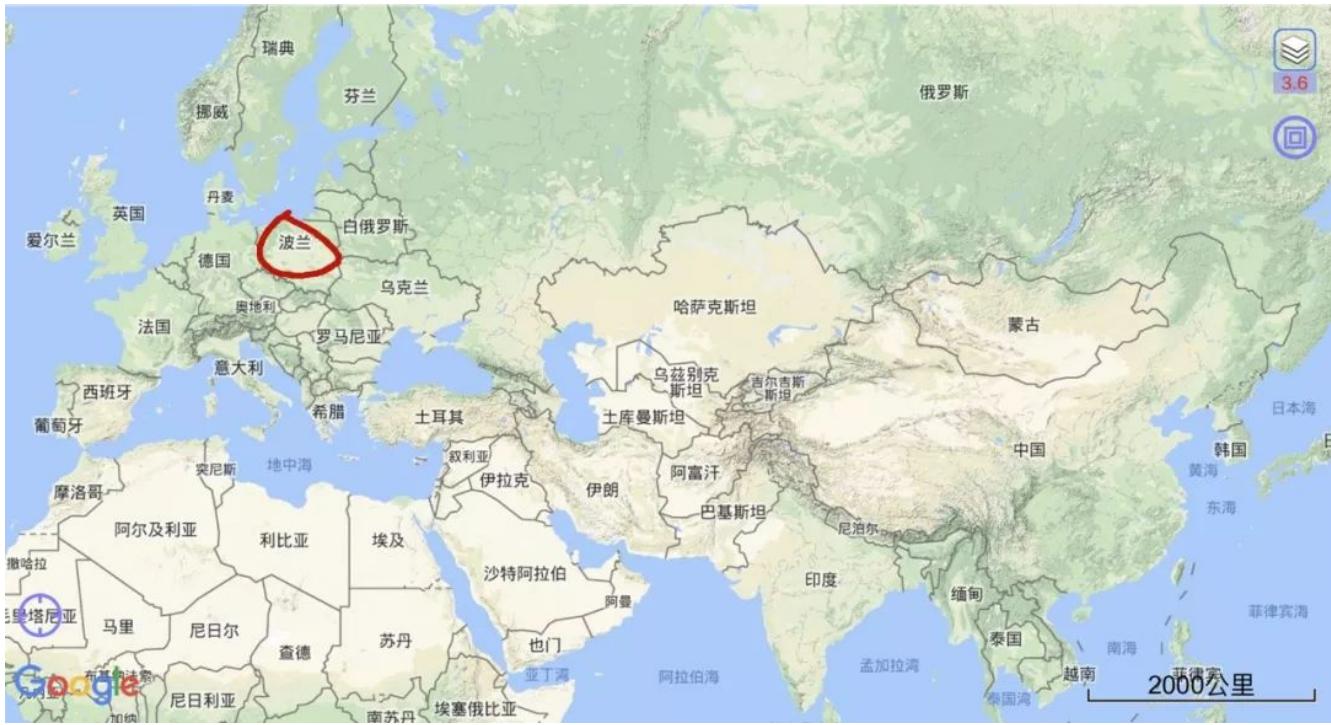 瑞典
芬兰
俄罗斯
3.6
挪威
丹麦
英国
爱尔兰
白俄罗斯
波兰
德国
乌克兰
奥地利
哈萨克斯坦
法国
蒙古
罗马尼亚
意大利
乌兹别克
斯坦
吉尔吉斯
斯坦
西班牙
希腊
土耳其
土库曼斯坦
日本海
葡萄牙
中国
韩国
突尼斯
地中海
叙利亚
伊拉克
伊朗
阿富汗
黄海
摩洛哥
巴基斯坦
东海
阿尔及利亚
利比亚
埃及
尼泊尔
撒哈拉
沙特阿拉伯
印度
缅甸
阿曼
菲律宾海
毛里塔尼亚
马里
尼日尔
苏丹
查德
也门
泰国
南海
亚丁湾
阿拉伯海
孟加拉湾
越南
菲律宾
布基纳法索
Google
2000公里
尼日利亚
埃塞俄比亚
泰国湾
加纳
南苏丹